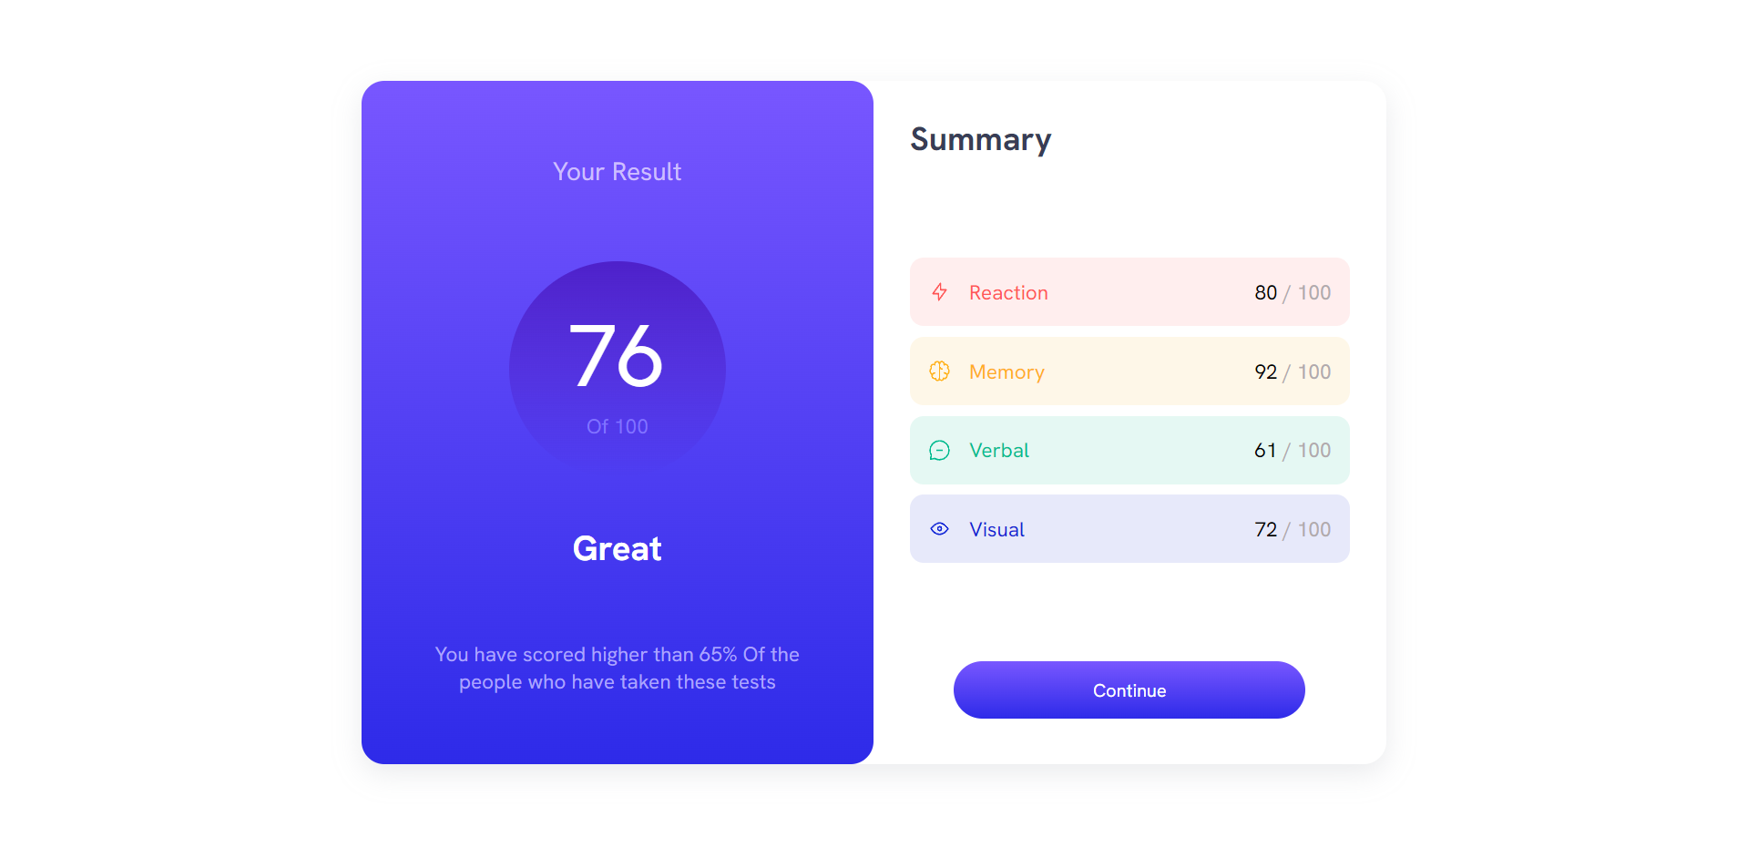 Your Result
76
Of 100
Great
You have scored higher than 65% Of the
people who have taken these tests
Summary
Reaction 80 / 100
Memory 92 / 100
Verbal 61 / 100
Visual 72 / 100
Continue